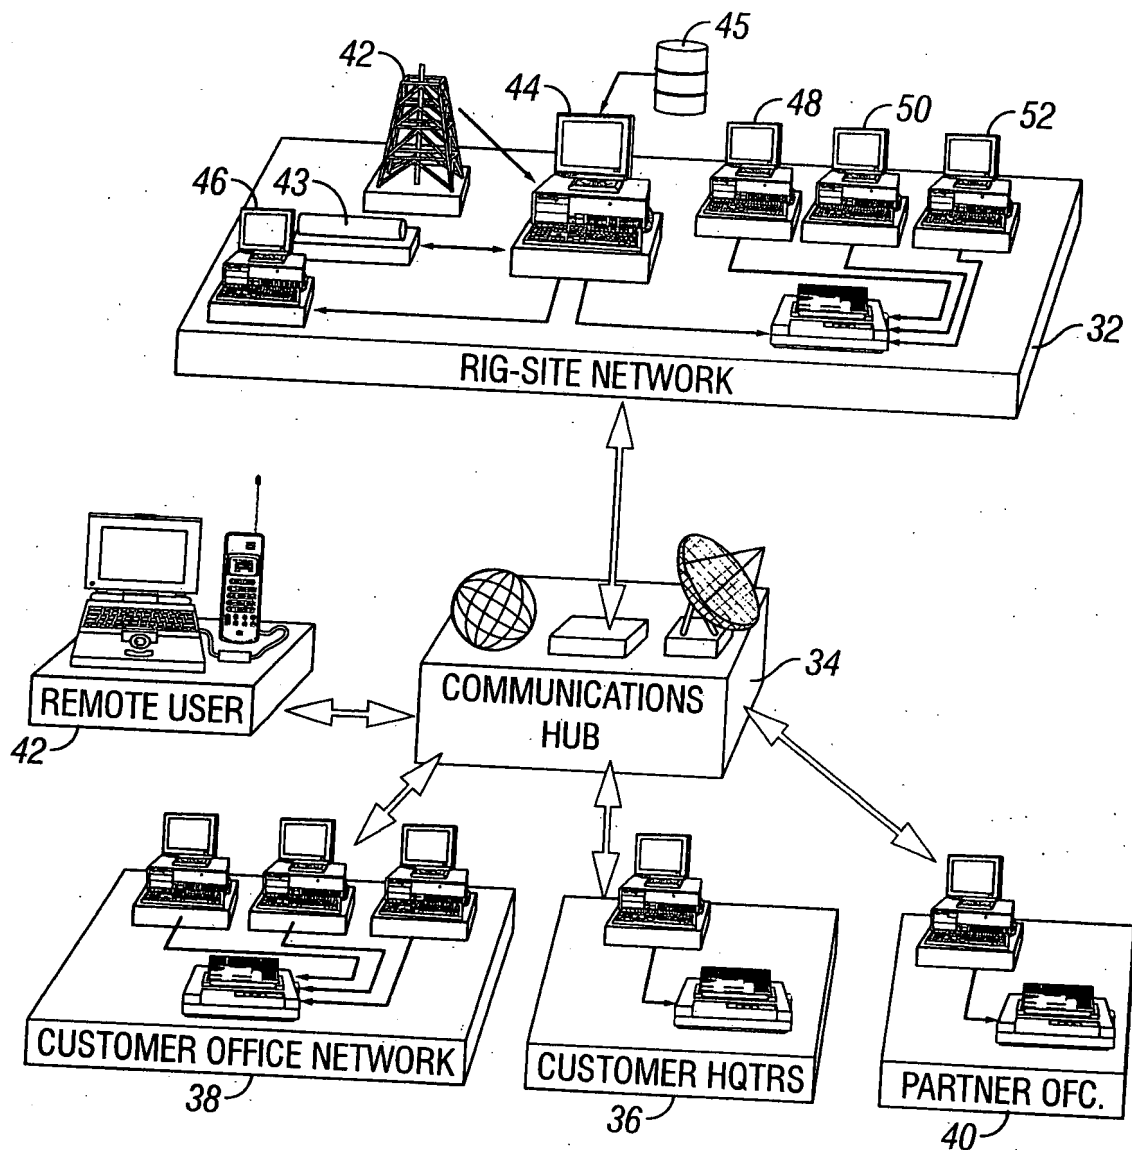 45
42
44
48
50
52
46
43
32
RIG-SITE NETWORK
34
COMMUNICATIONS
HUB
REMOTE USER
42
CUSTOMER OFFICE NETWORK
38
CUSTOMER HQTRS
36
PARTNER OFC.
40